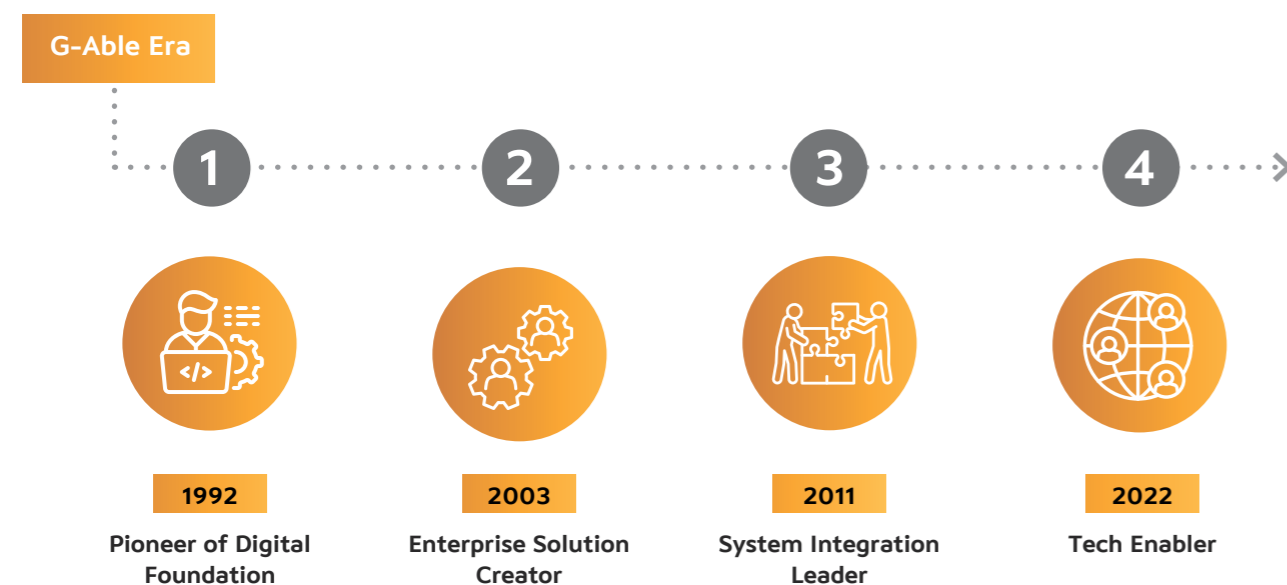 G-Able Era
1
2
3
4
</>
1992
2003
2011
2022
Pioneer of Digital
Foundation
Enterprise Solution
Creator
System Integration
Leader
Tech Enabler